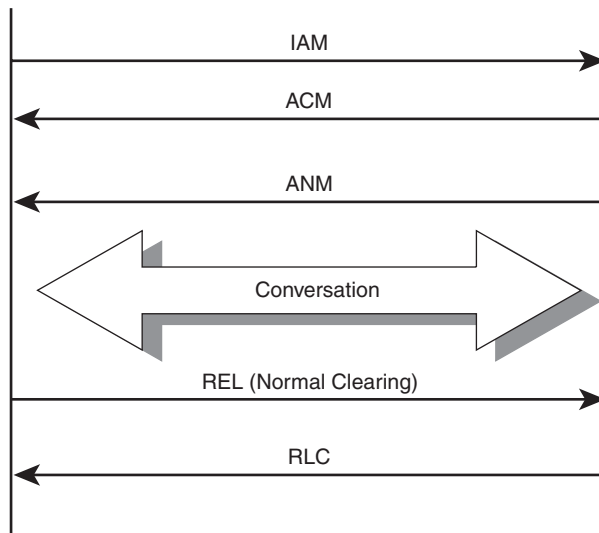 IAM
ACM
ANM
Conversation
REL (Normal Clearing)
RLC